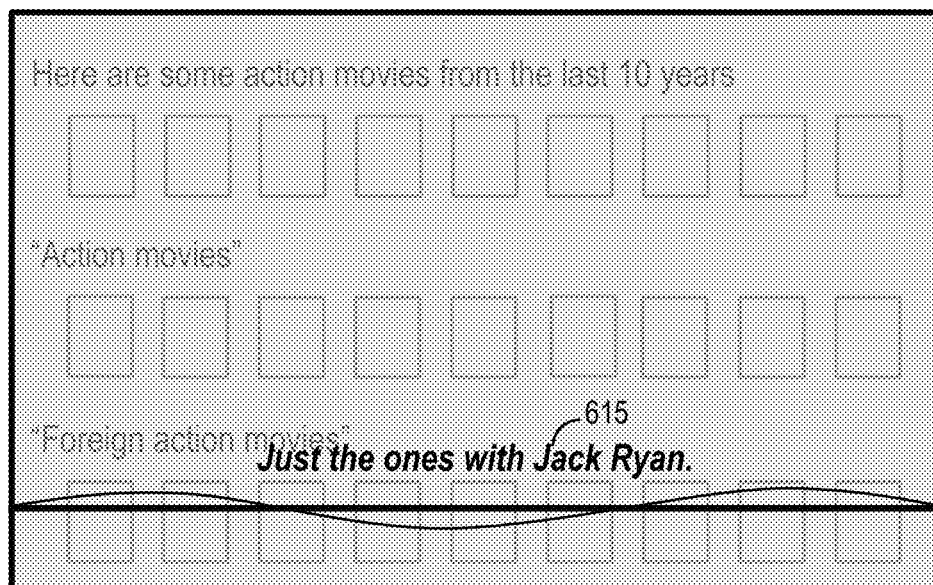 Here are some action movies from the last 10 years
"Action movies"
615
"Foreign action movies"
Just the ones with Jack Ryan.